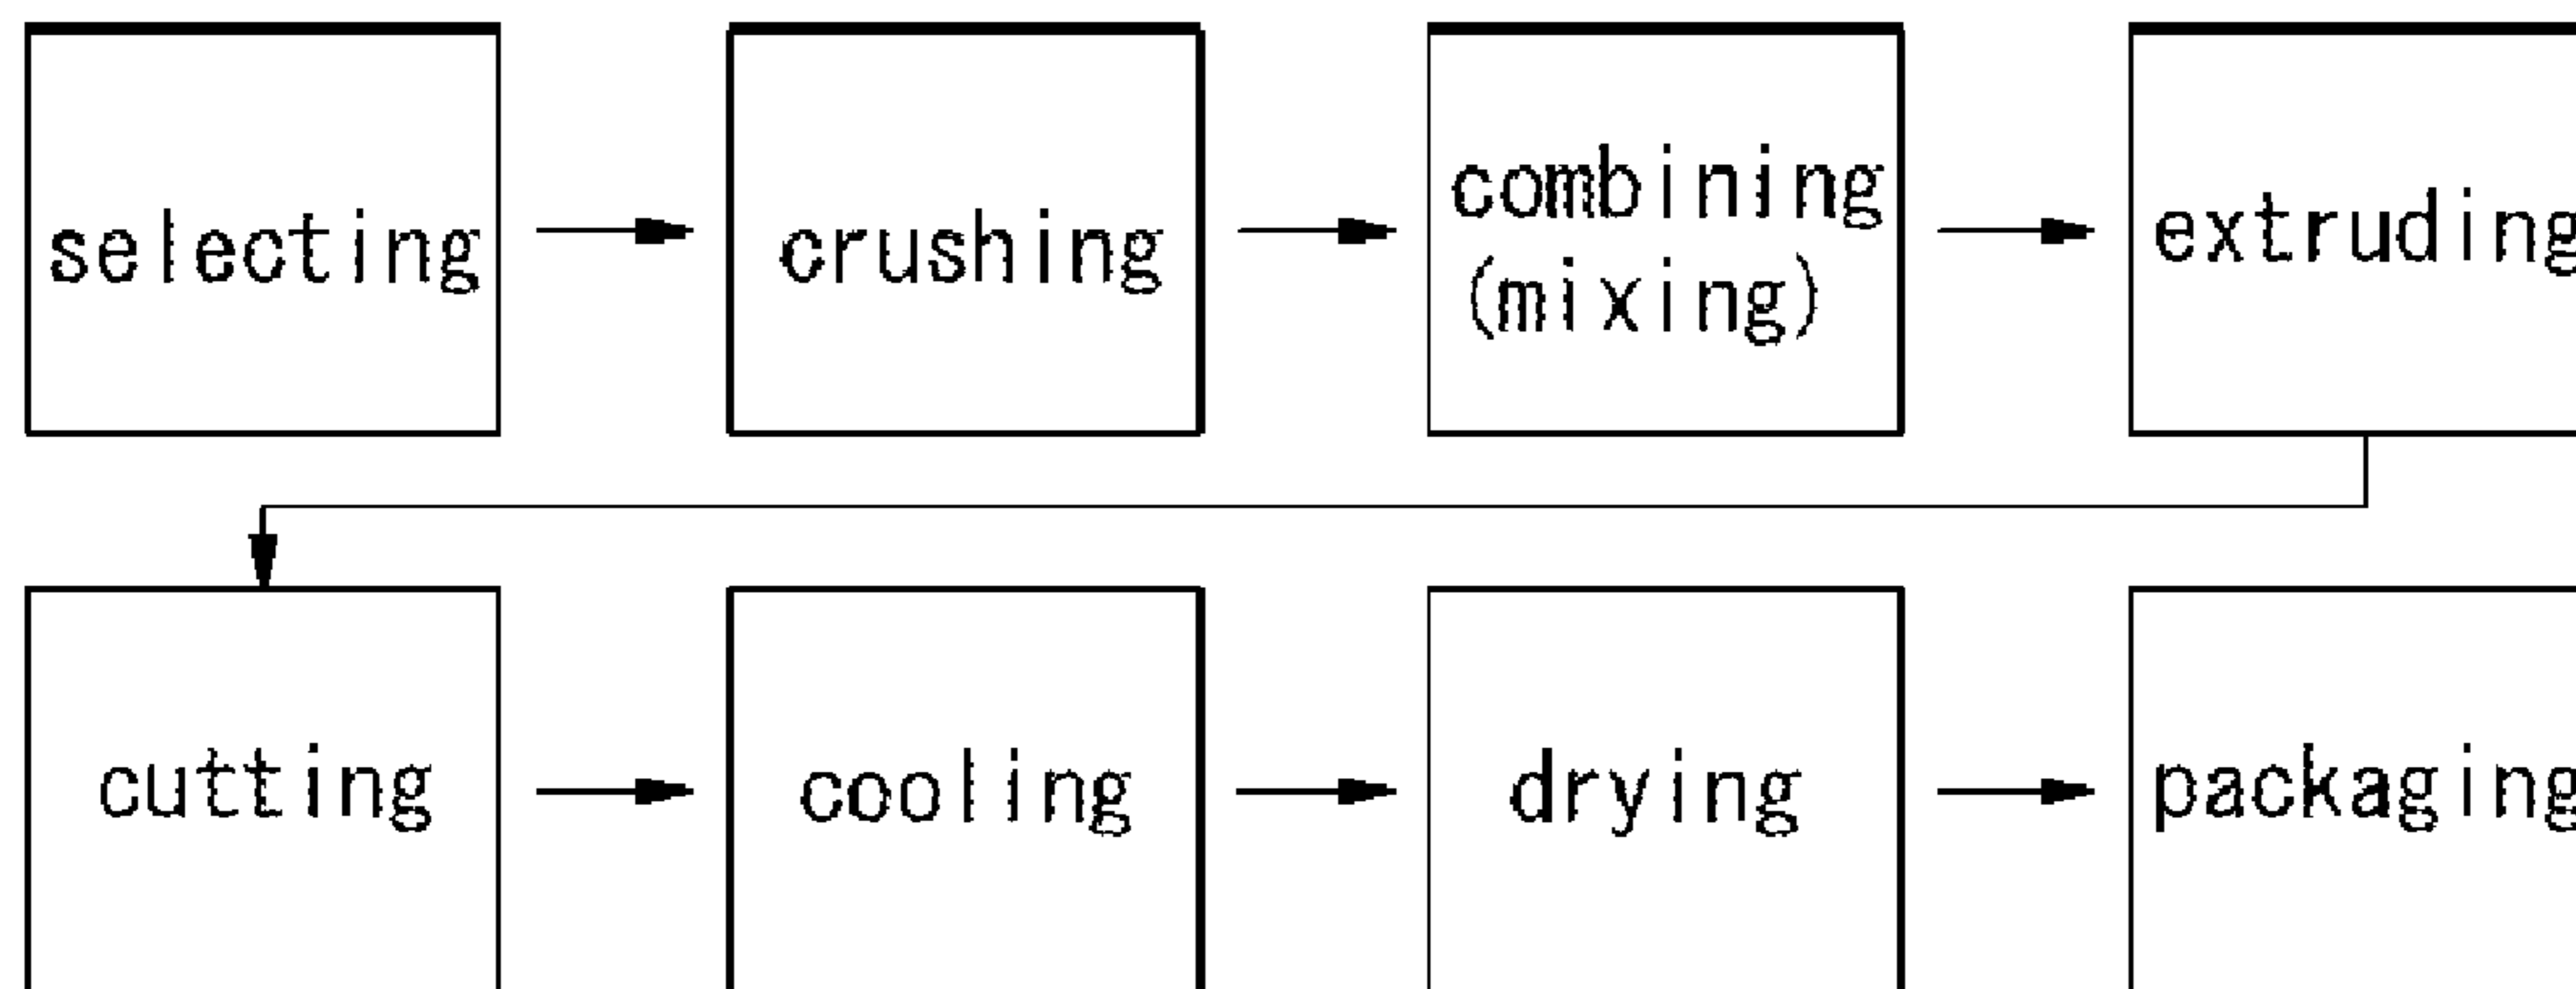 selecting
crushing
combining
(mixing)
extruding
cutting
cooling
drying
packaging